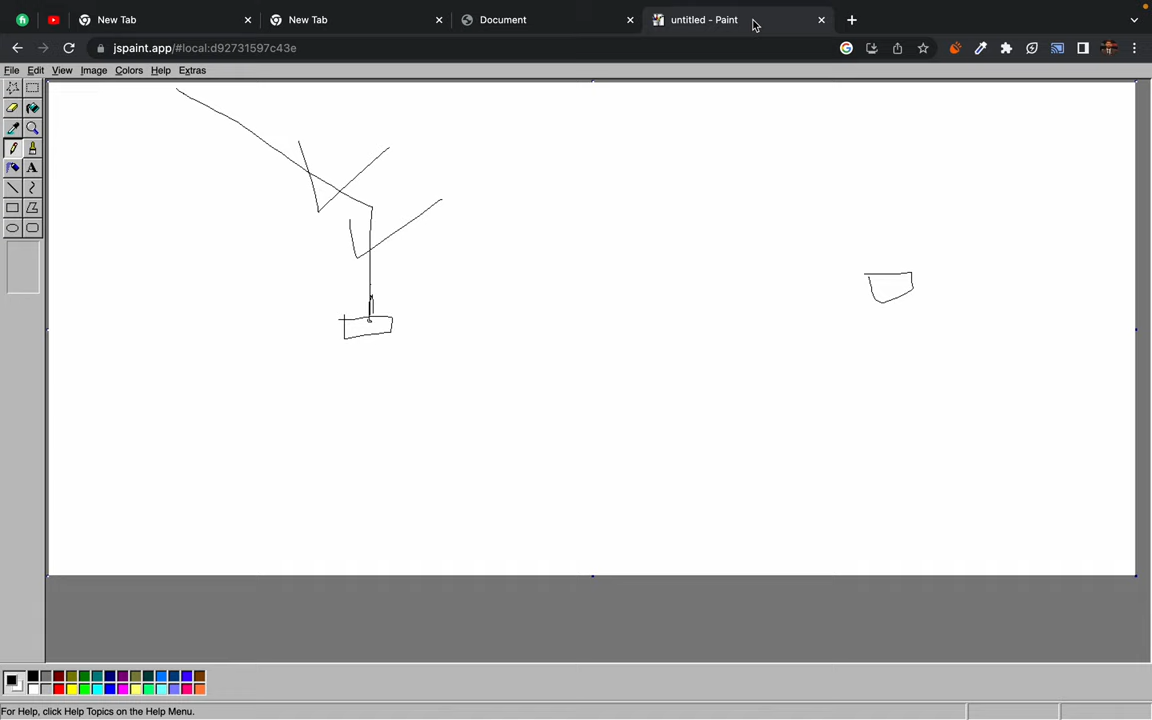 New Tab
New Tab
Document
untitled - Paint
jspaint.app/#local:d92731597c43e
File Edit View Image Colors Help Extras
A
For Help, click Help Topics on the Help Menu.